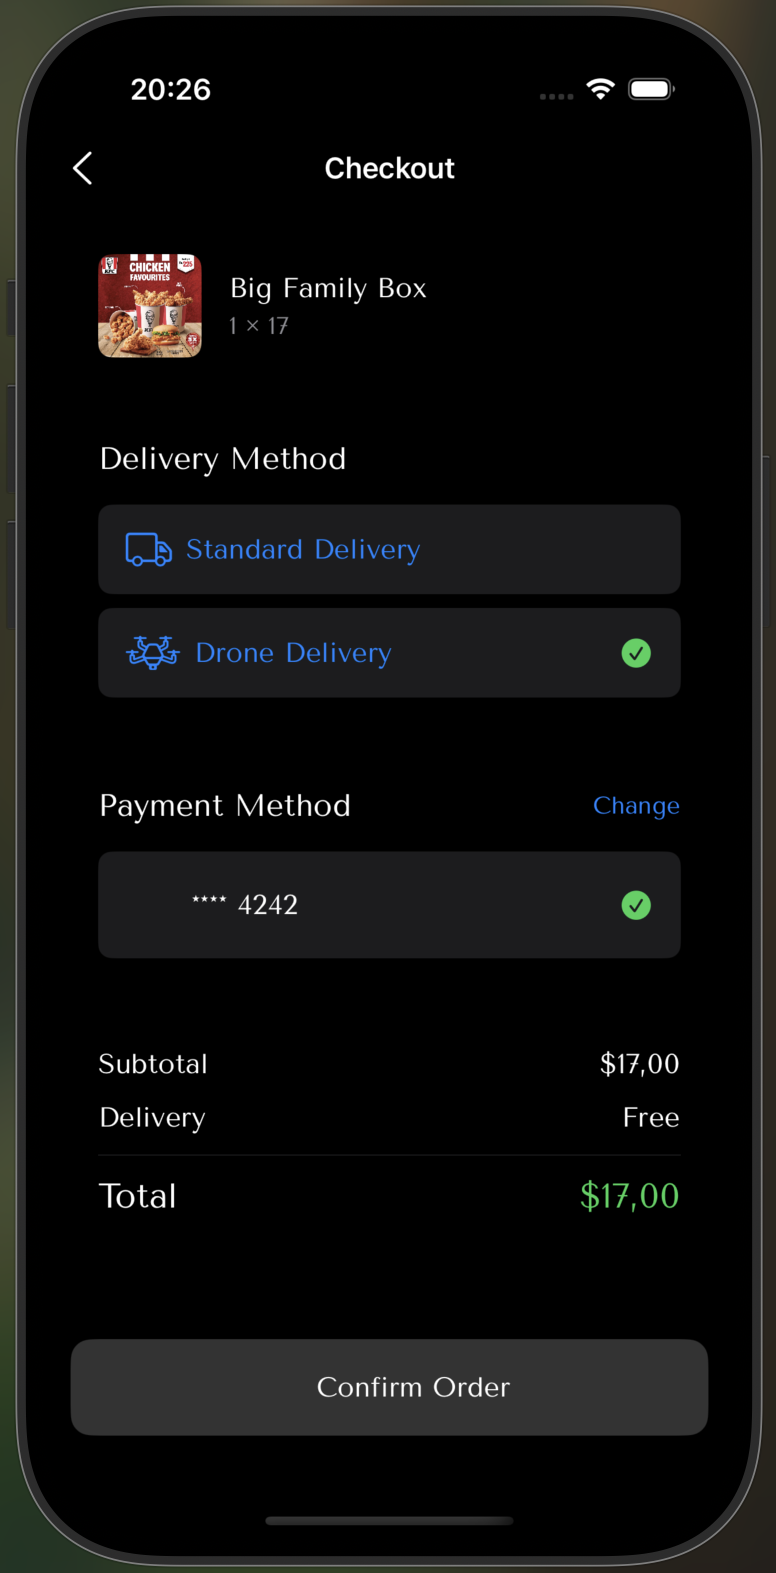 20:26
Checkout
KFC
CHICKEN
FAVOURITES
Big Family Box
1 × 17
Delivery Method
Standard Delivery
Drone Delivery
Payment Method
Change
**** 4242
Subtotal
$17,00
Delivery
Free
Total
$17,00
Confirm Order